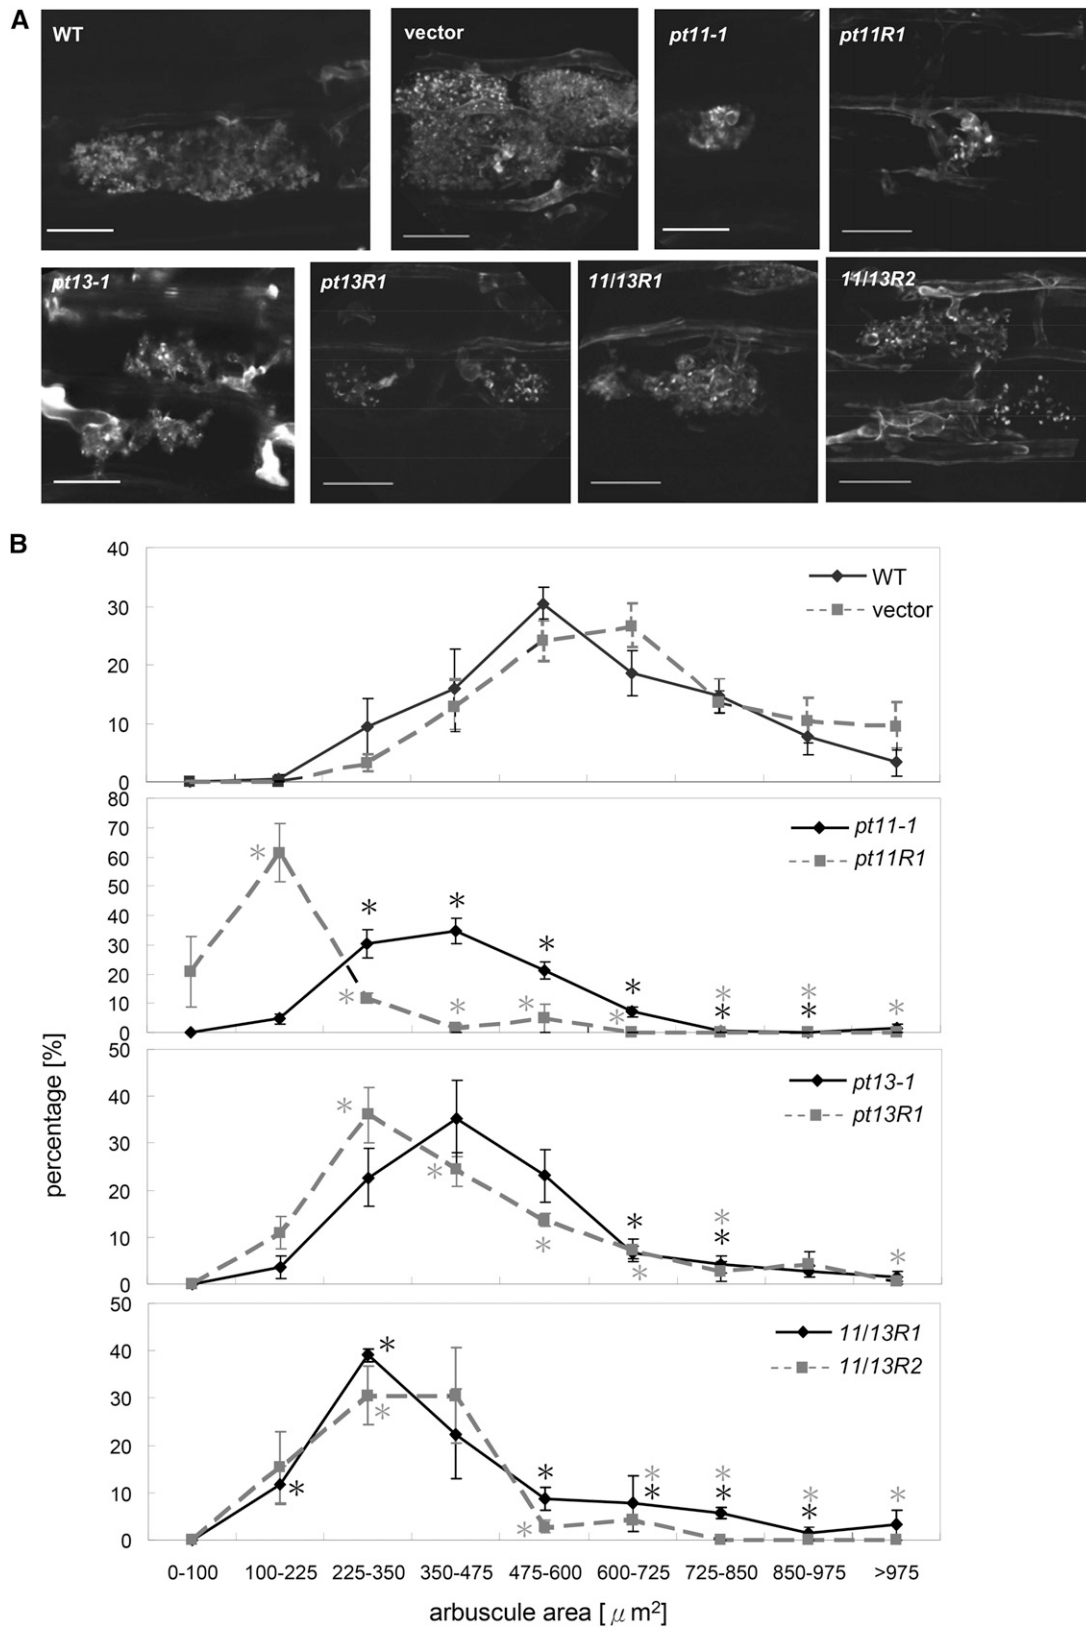 A
WT
vector
pt11-1
pt11R1
pt13-1
pt13R1
11/13R1
11/13R2
B
percentage [%]
40
30
20
10
0
WT
vector
80
70
60
50
40
30
20
10
0
pt11-1
pt11R1
* * * * * * * * * * * * * *
50
40
30
20
10
0
pt13-1
pt13R1
* * * * * * * *
50
40
30
20
10
0
11/13R1
11/13R2
* * * * * * * * * * * *
0-100 100-225 225-350 350-475 475-600 600-725 725-850 850-975 >975
arbuscule area [ μ m²]